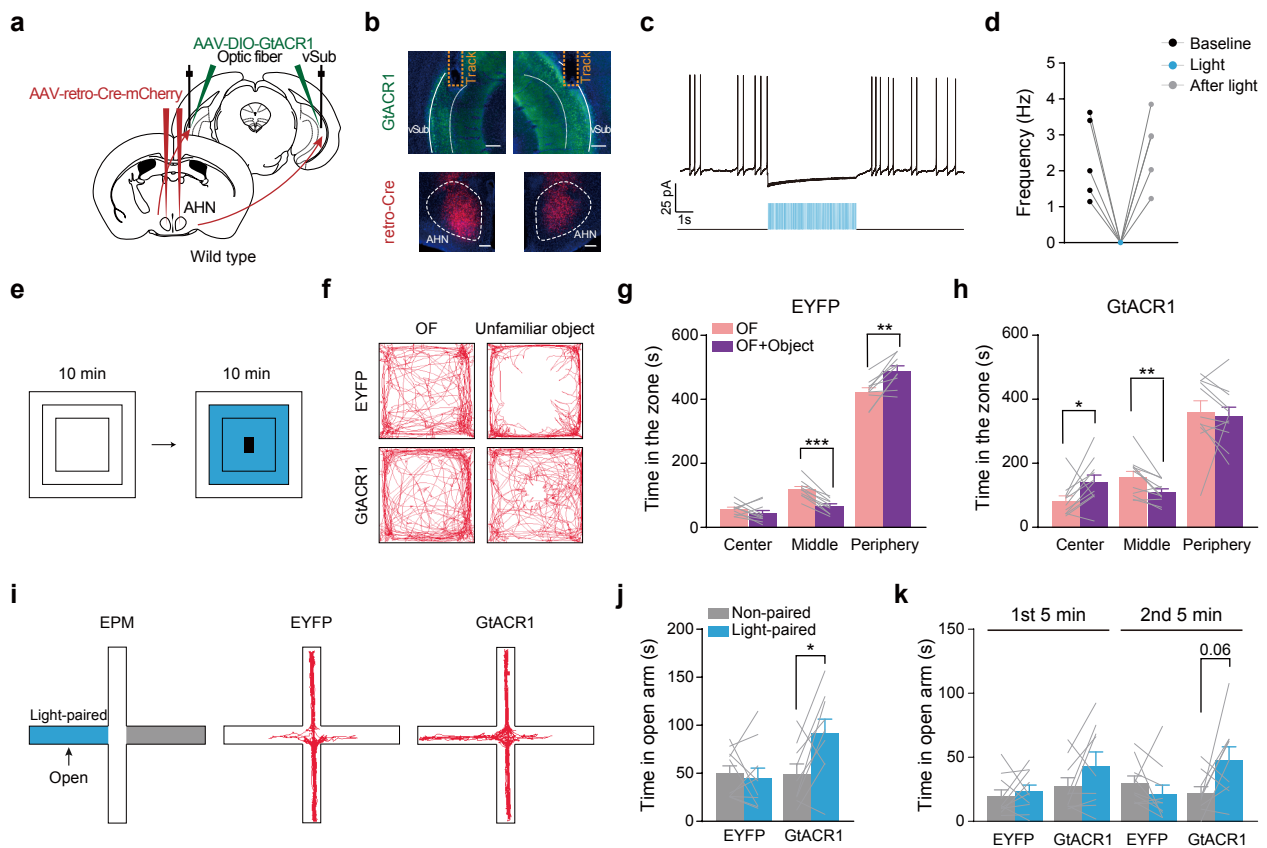 a
AAV-DIO-GtACR1
Optic fiber
vSub
AAV-retro-Cre-mCherry
AHN
Wild type
b
GtACR1
Track
Track
vSub
vSub
retro-Cre
AHN
AHN
c
25 pA
1s
d
Baseline
Light
After light
Frequency (Hz)
5
4
3
2
1
0
e
10 min
10 min
f
OF
Unfamiliar object
EYFP
GtACR1
g
EYFP
OF
OF+Object
Time in the zone (s)
600
400
200
0
***
**
Center
Middle
Periphery
h
GtACR1
Time in the zone (s)
600
400
200
0
*
**
Center
Middle
Periphery
i
EPM
EYFP
GtACR1
Light-paired
Open
j
Non-paired
Light-paired
Time in open arm (s)
200
150
100
50
0
*
EYFP
GtACR1
k
1st 5 min
2nd 5 min
Time in open arm (s)
150
100
50
0
0.06
EYFP
GtACR1
EYFP
GtACR1